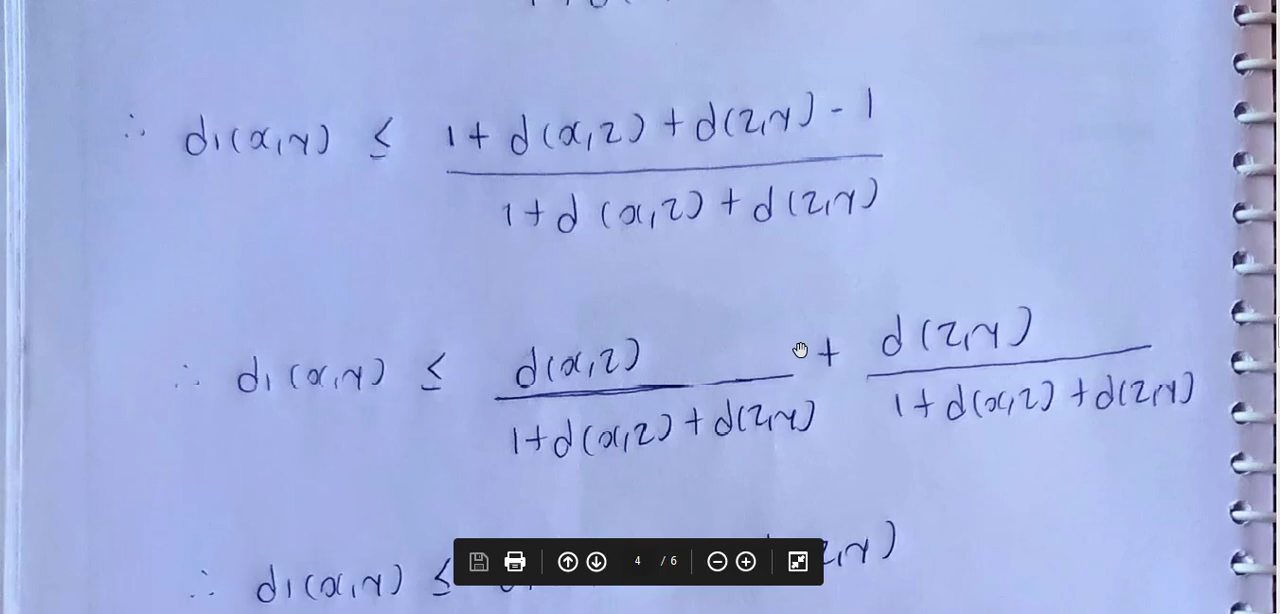 ∴ d₁(x,y) ≤ (1 + d(x,z) + d(z,y) - 1) / (1 + d(x,z) + d(z,y))
∴ d₁(x,y) ≤ d(x,z) / (1 + d(x,z) + d(z,y)) + d(z,y) / (1 + d(x,z) + d(z,y))
∴ d₁(x,y) ≤
4 / 6